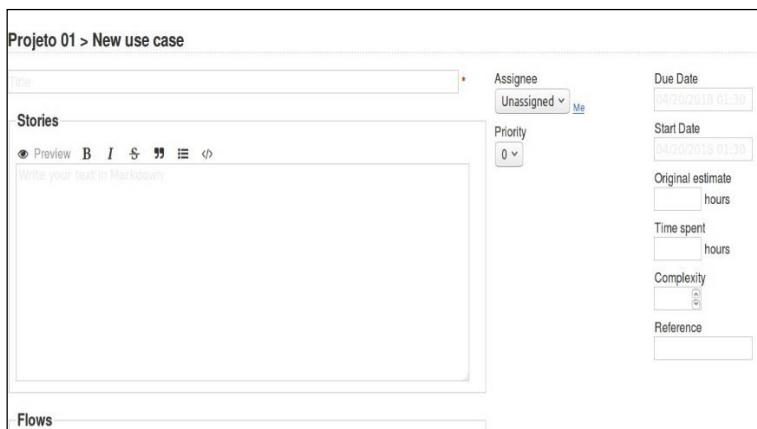 Projeto 01 > New use case
Title
*
Stories
Preview B I S
Write your text in Markdown
Flows
Assignee
Unassigned
Me
Priority
0
Due Date
04/20/2018 01:30
Start Date
04/20/2018 01:30
Original estimate
hours
Time spent
hours
Complexity
Reference